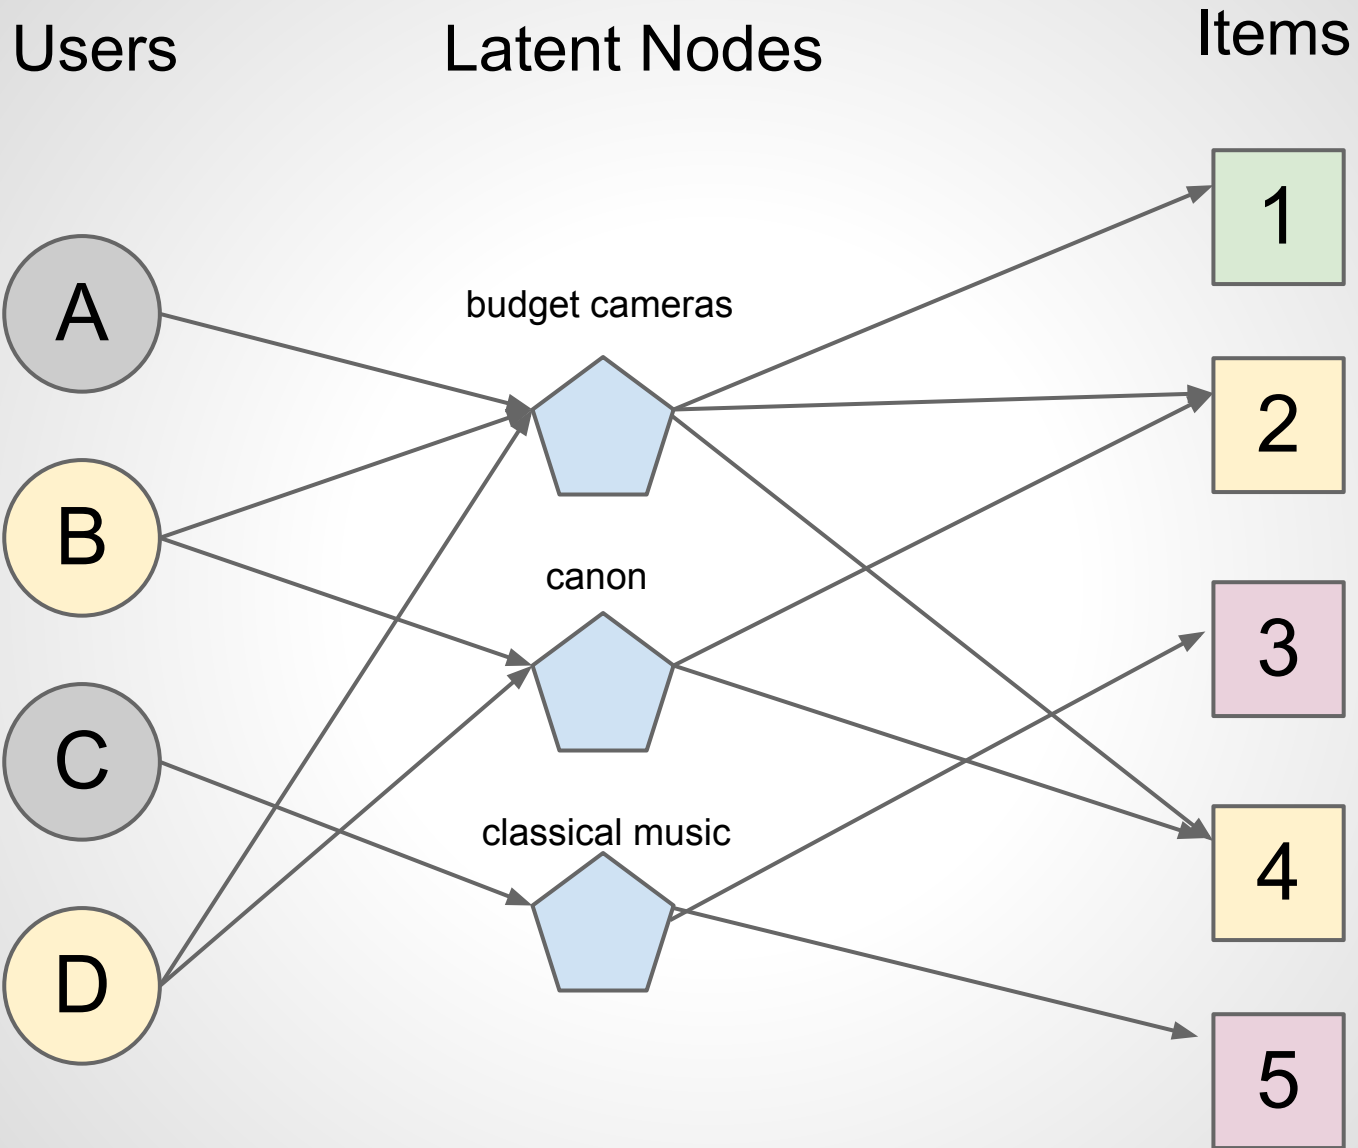 Users
Latent Nodes
Items
A
B
C
D
budget cameras
canon
classical music
1
2
3
4
5